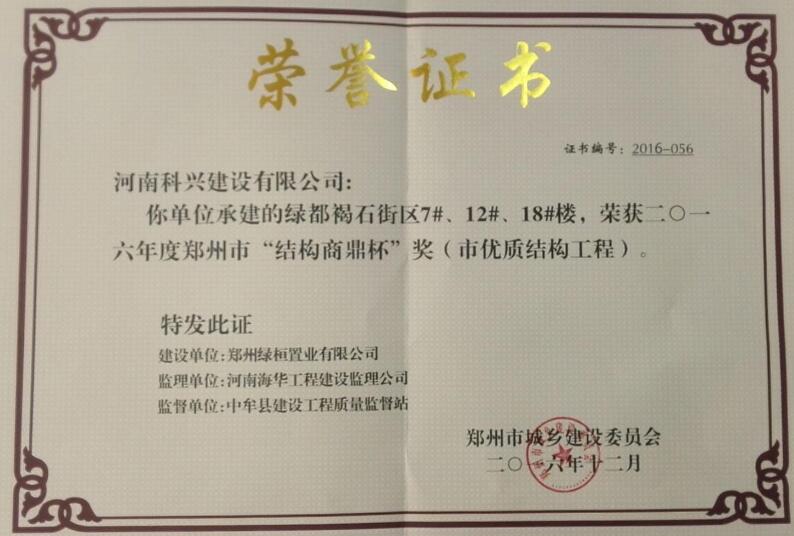 荣誉证书
证书编号：2016-056
河南科兴建设有限公司：
你单位承建的绿都褐石街区7#、12#、18#楼，荣获二〇一
六年度郑州市“结构商鼎杯”奖（市优质结构工程）。
特发此证
建设单位:郑州绿桓置业有限公司
监理单位:河南海华工程建设监理公司
监督单位:中牟县建设工程质量监督站
郑州市城乡建设委员会
二〇一六年十二月